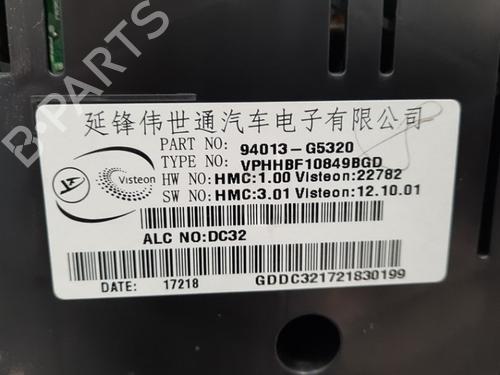 B-PARTS
延锋伟世通汽车电子有限公司
PART NO: 94013-G5320
TYPE NO: VPHHBF10849BGD
HW NO: HMC:1.00 Visteon:22782
SW NO: HMC:3.01 Visteon: 12.10.01
Visteon
ALC NO:DC32
DATE: 17218
GDDC321721830199